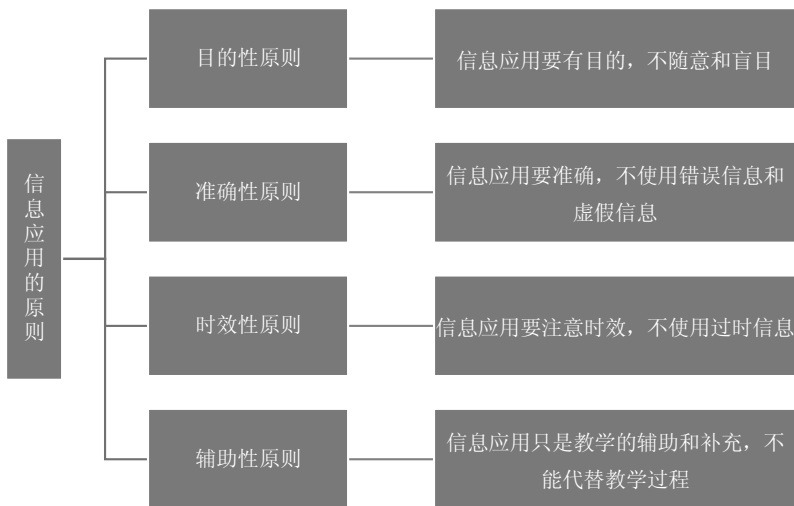 信息应用的原则
目的性原则
信息应用要有目的，不随意和盲目
准确性原则
信息应用要准确，不使用错误信息和
虚假信息
时效性原则
信息应用要注意时效，不使用过时信息
辅助性原则
信息应用只是教学的辅助和补充，不
能代替教学过程